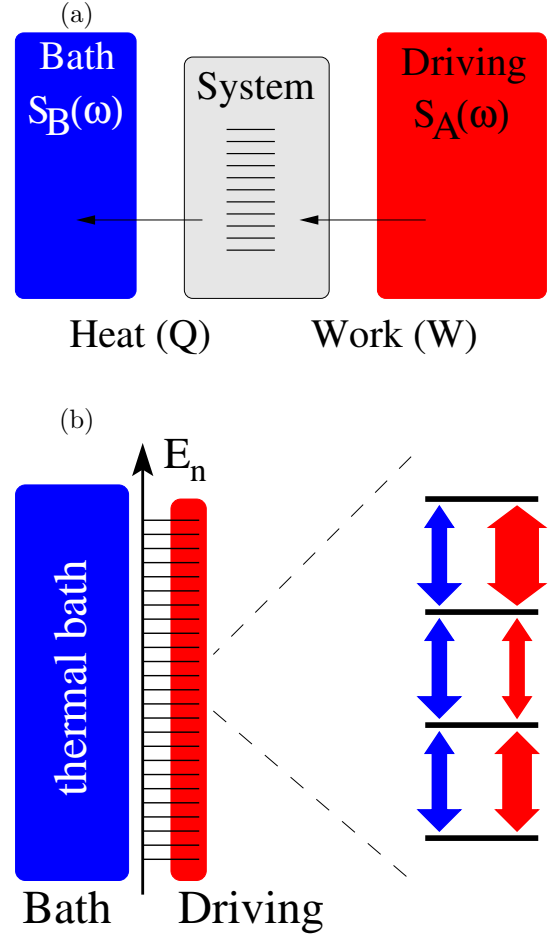 (a)
Bath
S_B(ω)
System
Driving
S_A(ω)
Heat (Q)
Work (W)
(b)
E_n
thermal bath
Bath
Driving